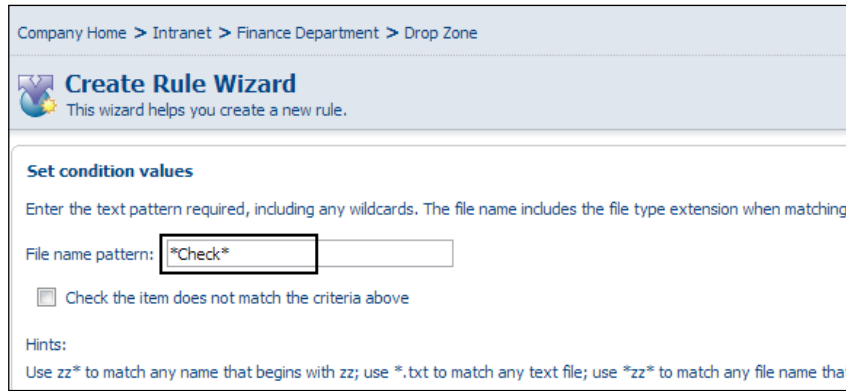 Company Home > Intranet > Finance Department > Drop Zone
Create Rule Wizard
This wizard helps you create a new rule.
Set condition values
Enter the text pattern required, including any wildcards. The file name includes the file type extension when matching
File name pattern: *Check*
Check the item does not match the criteria above
Hints:
Use zz* to match any name that begins with zz; use *.txt to match any text file; use *zz* to match any file name tha